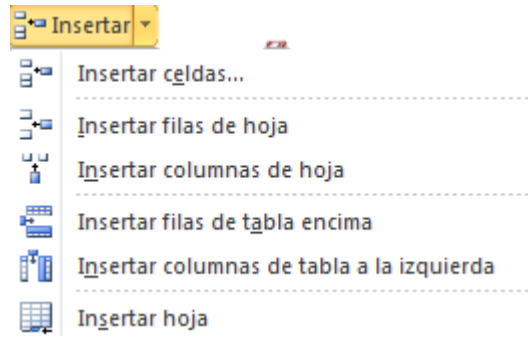 Insertar
Insertar celdas...
Insertar filas de hoja
Insertar columnas de hoja
Insertar filas de tabla encima
Insertar columnas de tabla a la izquierda
Insertar hoja